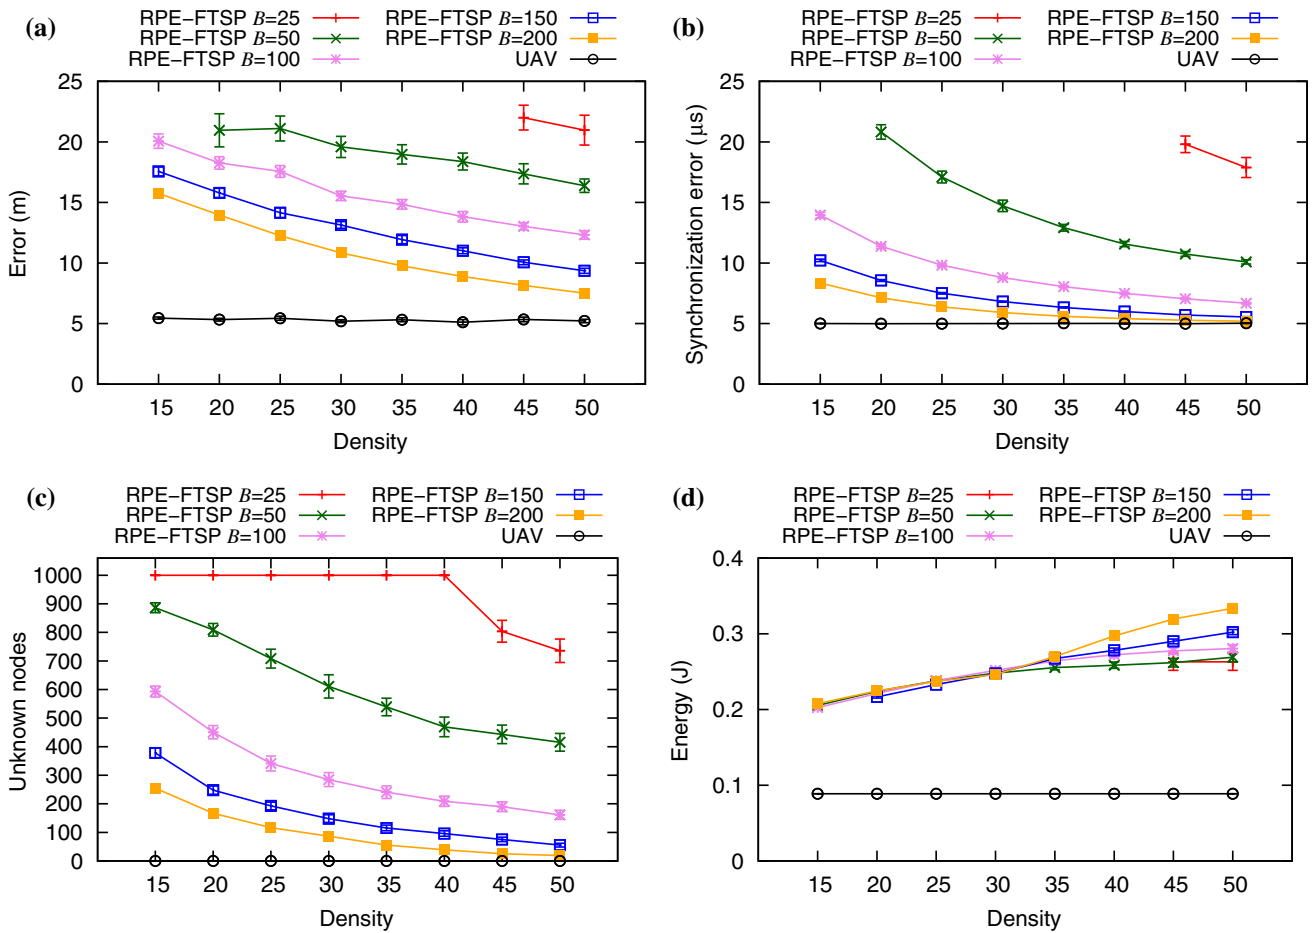 (a)
RPE−FTSP B=25 RPE−FTSP B=150
RPE−FTSP B=50 RPE−FTSP B=200
RPE−FTSP B=100 UAV
25
20
15
10
5
0
Error (m)
15 20 25 30 35 40 45 50
Density
(b)
RPE−FTSP B=25 RPE−FTSP B=150
RPE−FTSP B=50 RPE−FTSP B=200
RPE−FTSP B=100 UAV
25
20
15
10
5
0
Synchronization error (μs)
15 20 25 30 35 40 45 50
Density
(c)
RPE−FTSP B=25 RPE−FTSP B=150
RPE−FTSP B=50 RPE−FTSP B=200
RPE−FTSP B=100 UAV
1000
900
800
700
600
500
400
300
200
100
0
Unknown nodes
15 20 25 30 35 40 45 50
Density
(d)
RPE−FTSP B=25 RPE−FTSP B=150
RPE−FTSP B=50 RPE−FTSP B=200
RPE−FTSP B=100 UAV
0.4
0.3
0.2
0.1
0
Energy (J)
15 20 25 30 35 40 45 50
Density